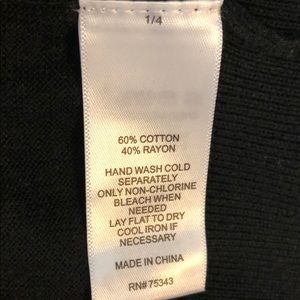 1/4
60% COTTON
40% RAYON
HAND WASH COLD
SEPARATELY
ONLY NON-CHLORINE
BLEACH WHEN
NEEDED
LAY FLAT TO DRY
COOL IRON IF
NECESSARY
MADE IN CHINA
RN# 75343